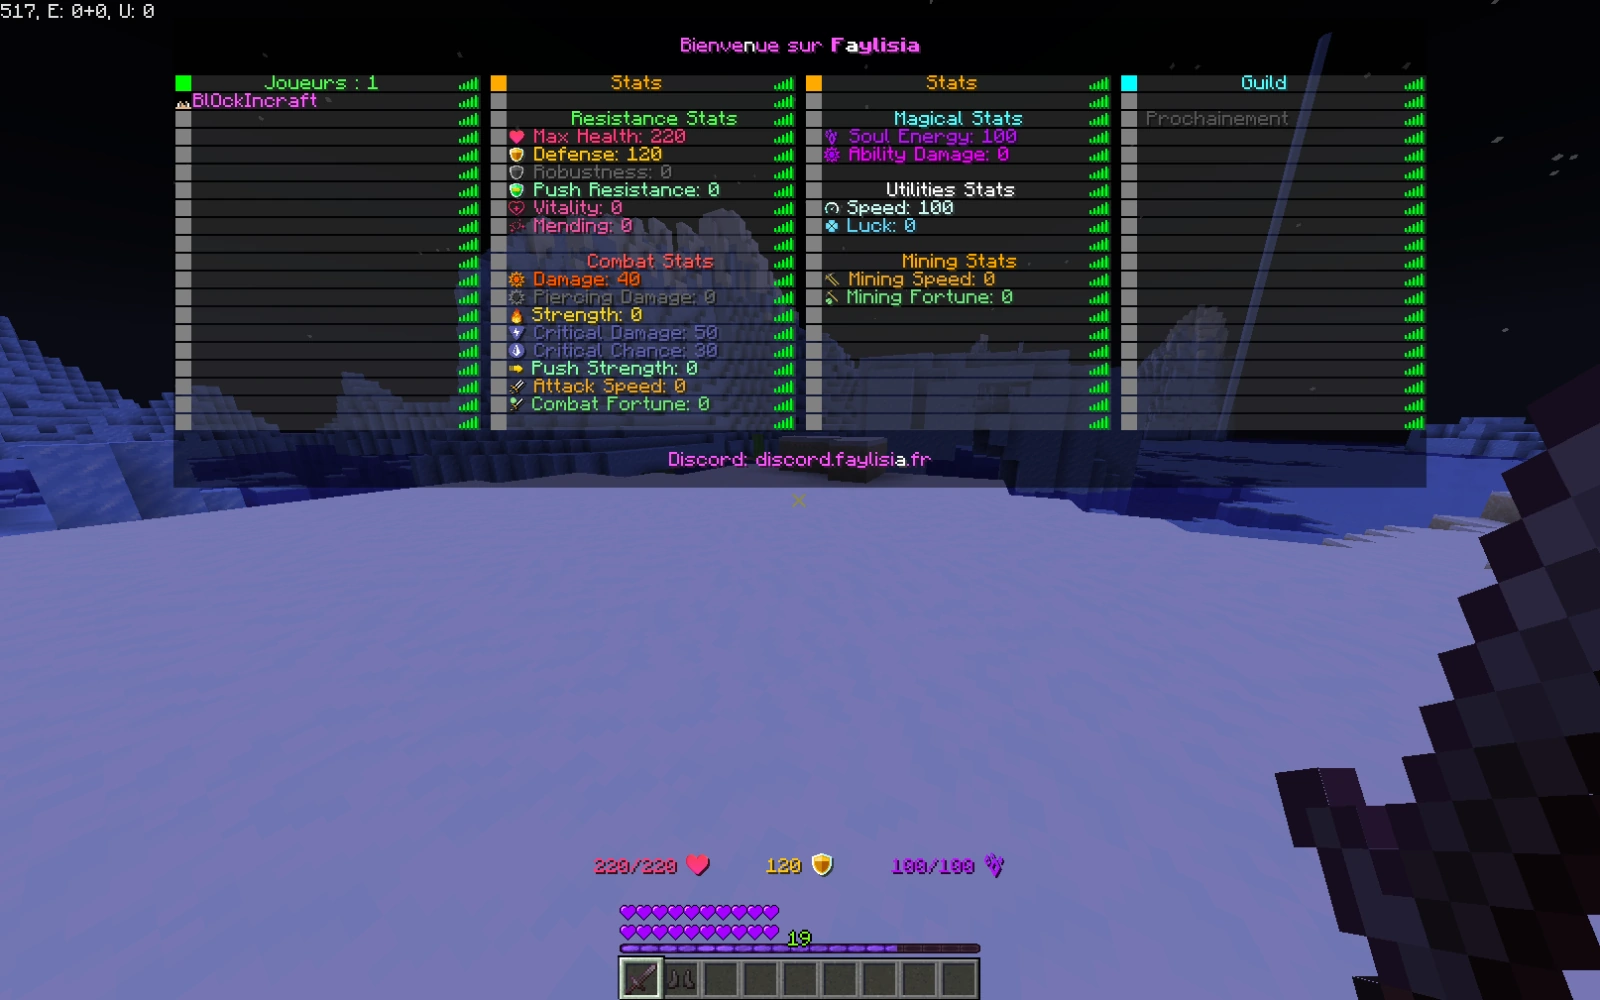 517, E: 0+0, U: 0
Bienvenue sur Faylisia
Joueurs : 1
BlOckIncraft
Stats
Resistance Stats
Max Health: 220
Defense: 120
Robustness: 0
Push Resistance: 0
Vitality: 0
Mending: 0
Combat Stats
Damage: 40
Piercing Damage: 0
Strength: 0
Critical Damage: 50
Critical Chance: 30
Push Strength: 0
Attack Speed: 0
Combat Fortune: 0
Stats
Magical Stats
Soul Energy: 100
Ability Damage: 0
Utilities Stats
Speed: 100
Luck: 0
Mining Stats
Mining Speed: 0
Mining Fortune: 0
Guild
Prochainement
Discord: discord.faylisia.fr
220/220
120
100/100
19